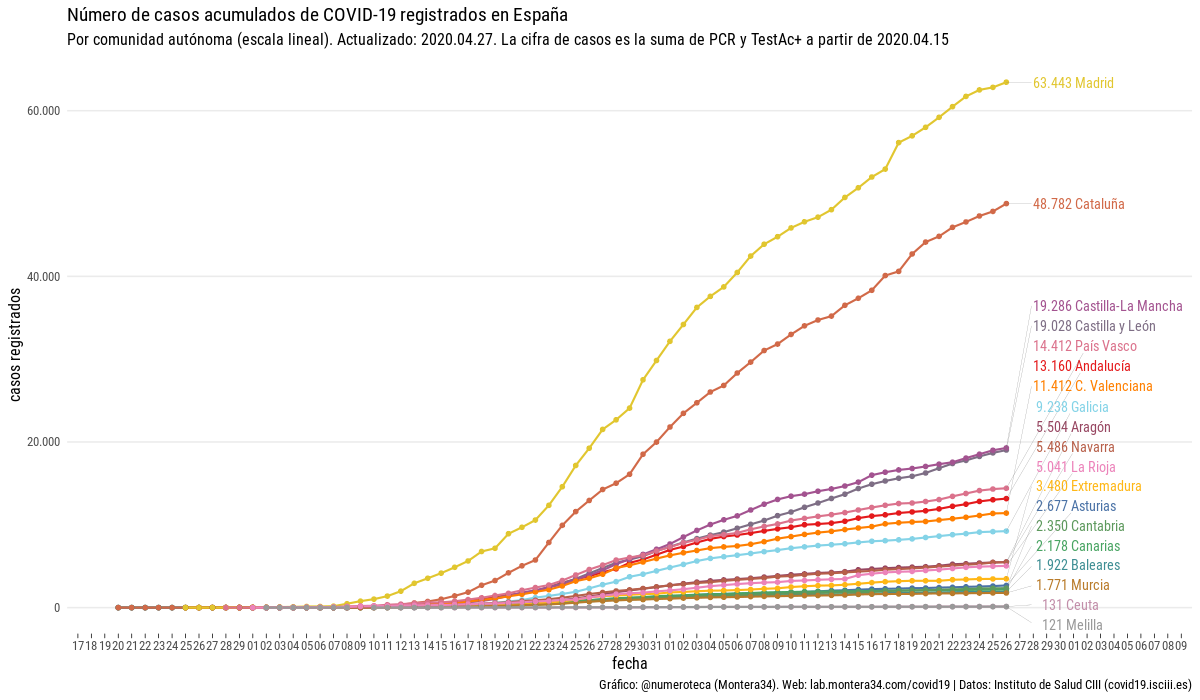 Número de casos acumulados de COVID-19 registrados en España
Por comunidad autónoma (escala lineal). Actualizado: 2020.04.27. La cifra de casos es la suma de PCR y TestAc+ a partir de 2020.04.15
casos registrados
60.000
40.000
20.000
0
63.443 Madrid
48.782 Cataluña
19.286 Castilla-La Mancha
19.028 Castilla y León
14.412 País Vasco
13.160 Andalucía
11.412 C. Valenciana
9.238 Galicia
5.504 Aragón
5.486 Navarra
5.041 La Rioja
3.480 Extremadura
2.677 Asturias
2.350 Cantabria
2.178 Canarias
1.922 Baleares
1.771 Murcia
131 Ceuta
121 Melilla
17 18 19 20 21 22 23 24 25 26 27 28 29 01 02 03 04 05 06 07 08 09 10 11 12 13 14 15 16 17 18 19 20 21 22 23 24 25 26 27 28 29 30 31 01 02 03 04 05 06 07 08 09 10 11 12 13 14 15 16 17 18 19 20 21 22 23 24 25 26 27 28 29 30 01 02 03 04 05 06 07 08 09
fecha
Gráfico: @numeroteca (Montera34). Web: lab.montera34.com/covid19 | Datos: Instituto de Salud CIII (covid19.isciii.es)